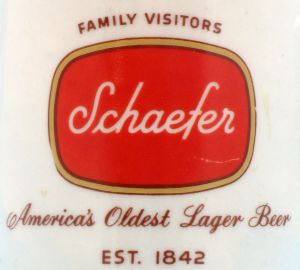 FAMILY VISITORS
Schaefer
America's Oldest Lager Beer
EST. 1842